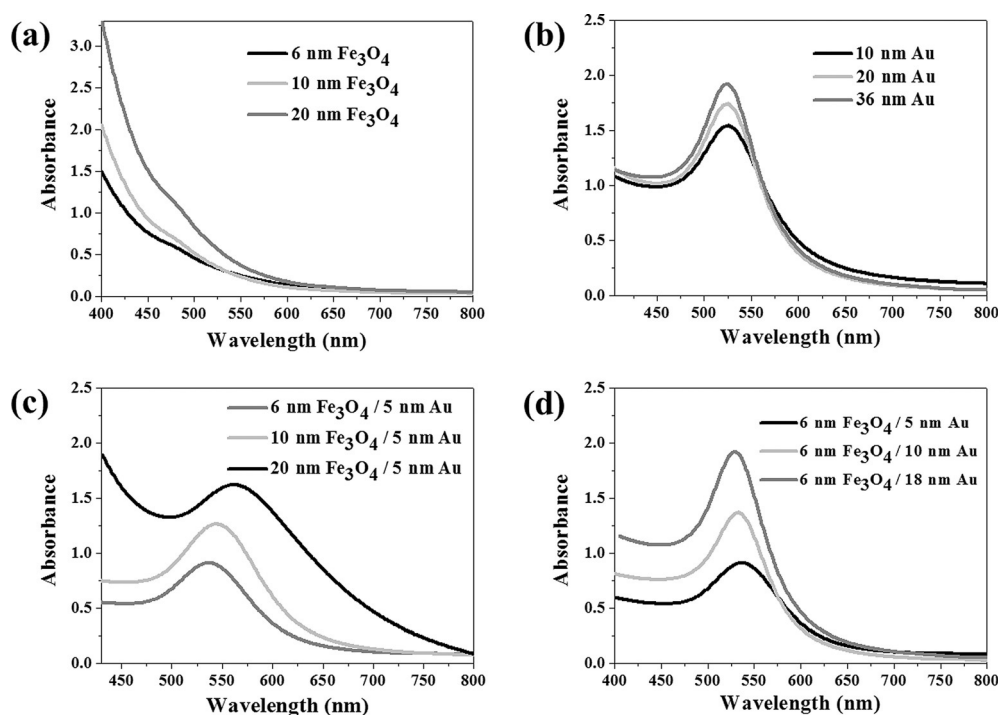 (a)
6 nm Fe3O4
10 nm Fe3O4
20 nm Fe3O4
Absorbance
3.0
2.5
2.0
1.5
1.0
0.5
0.0
400 450 500 550 600 650 700 750 800
Wavelength (nm)
(b)
10 nm Au
20 nm Au
36 nm Au
Absorbance
2.5
2.0
1.5
1.0
0.5
0.0
450 500 550 600 650 700 750 800
Wavelength (nm)
(c)
6 nm Fe3O4 / 5 nm Au
10 nm Fe3O4 / 5 nm Au
20 nm Fe3O4 / 5 nm Au
Absorbance
2.5
2.0
1.5
1.0
0.5
0.0
450 500 550 600 650 700 750 800
Wavelength (nm)
(d)
6 nm Fe3O4 / 5 nm Au
6 nm Fe3O4 / 10 nm Au
6 nm Fe3O4 / 18 nm Au
Absorbance
2.5
2.0
1.5
1.0
0.5
0.0
400 450 500 550 600 650 700 750 800
Wavelength (nm)